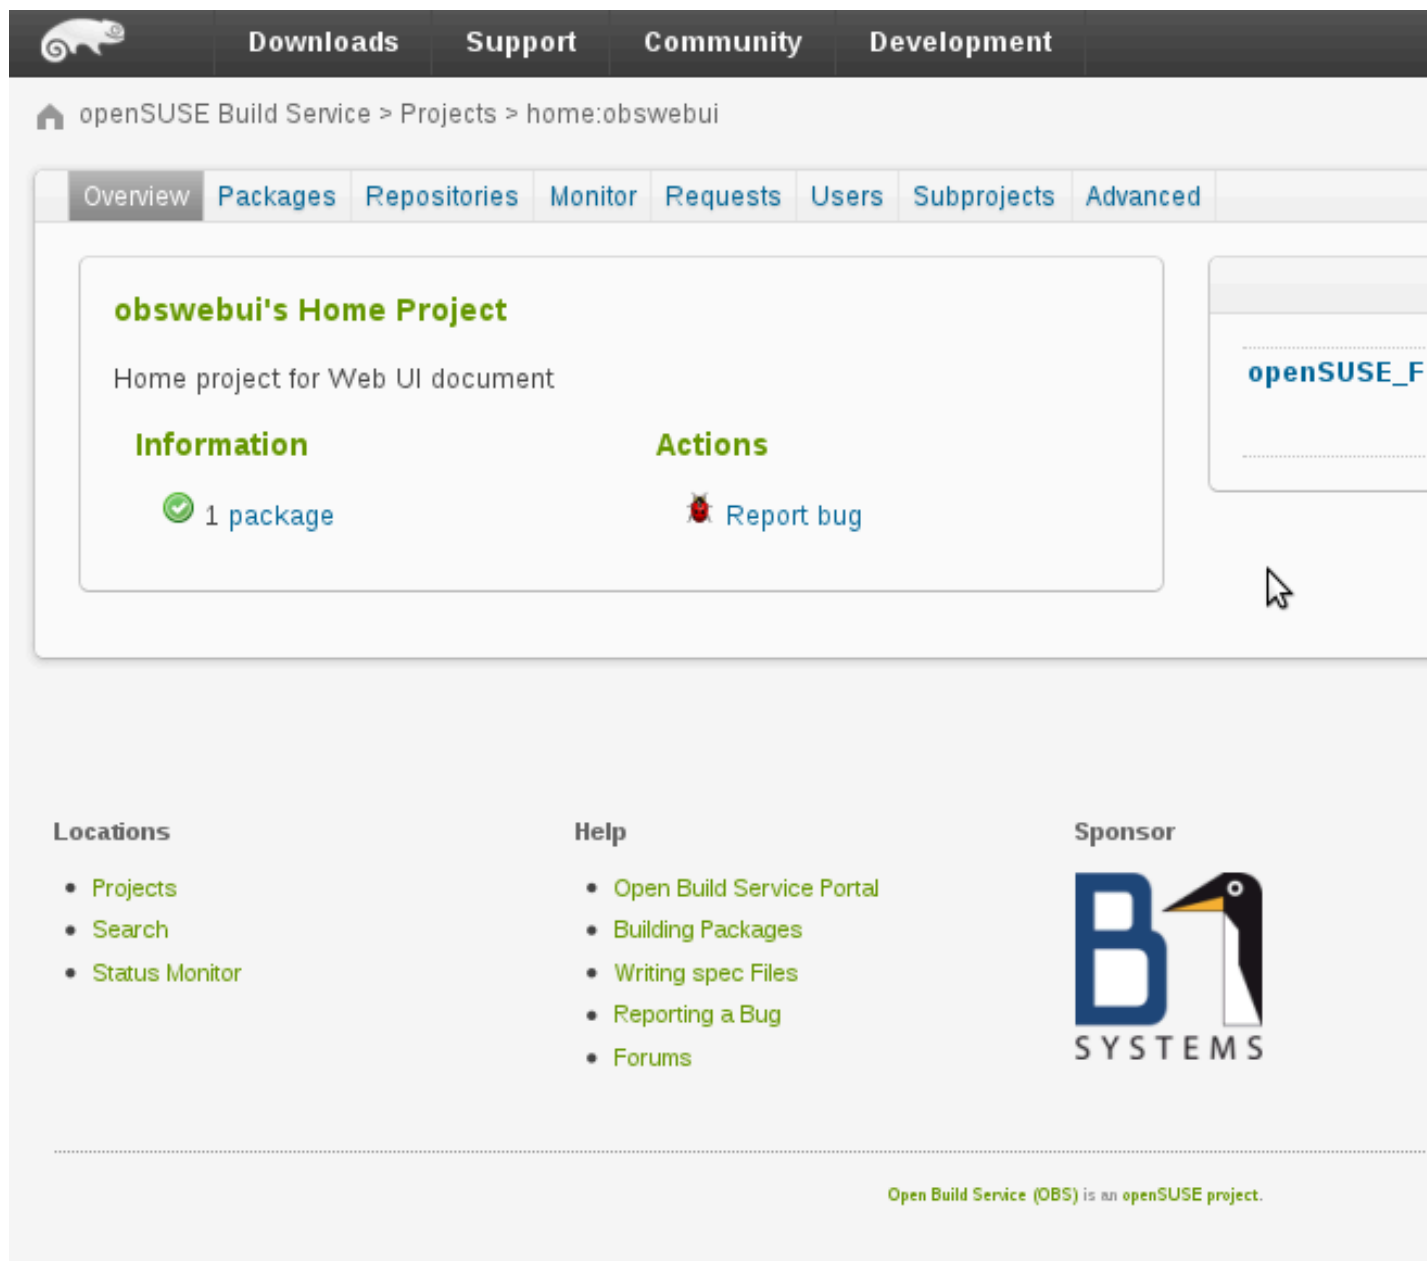 Downloads Support Community Development
openSUSE Build Service > Projects > home:obswebui
Overview Packages Repositories Monitor Requests Users Subprojects Advanced
obswebui's Home Project
Home project for Web UI document
Information
1 package
Actions
Report bug
openSUSE_F
Locations
Projects
Search
Status Monitor
Help
Open Build Service Portal
Building Packages
Writing spec Files
Reporting a Bug
Forums
Sponsor
B1
SYSTEMS
Open Build Service (OBS) is an openSUSE project.